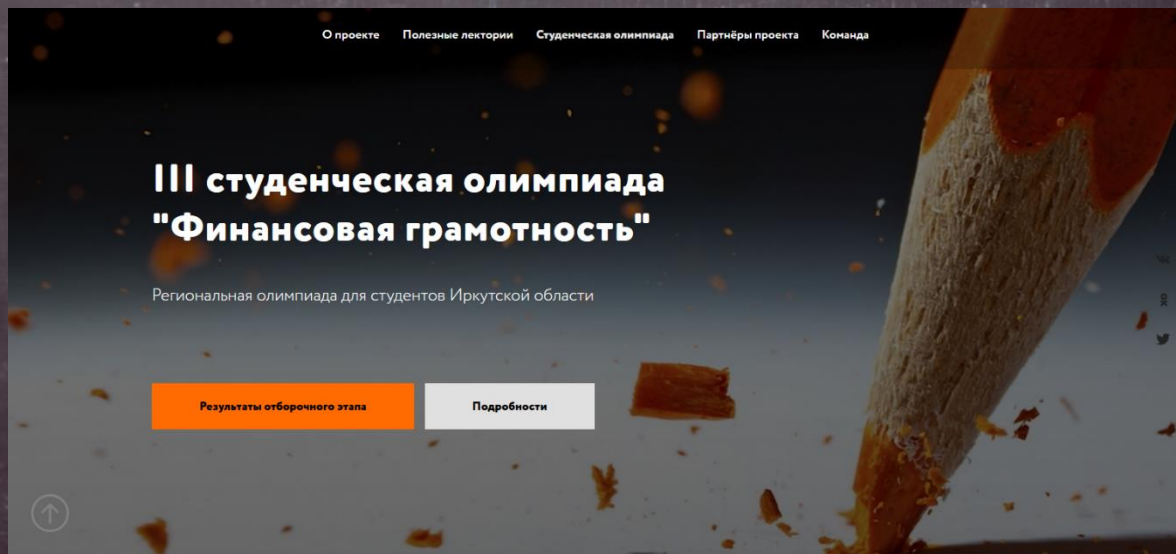 О проекте Полезные лектории Студенческая олимпиада Партнёры проекта Команда
III студенческая олимпиада
"Финансовая грамотность"
Региональная олимпиада для студентов Иркутской области
Результаты отборочного этапа Подробности